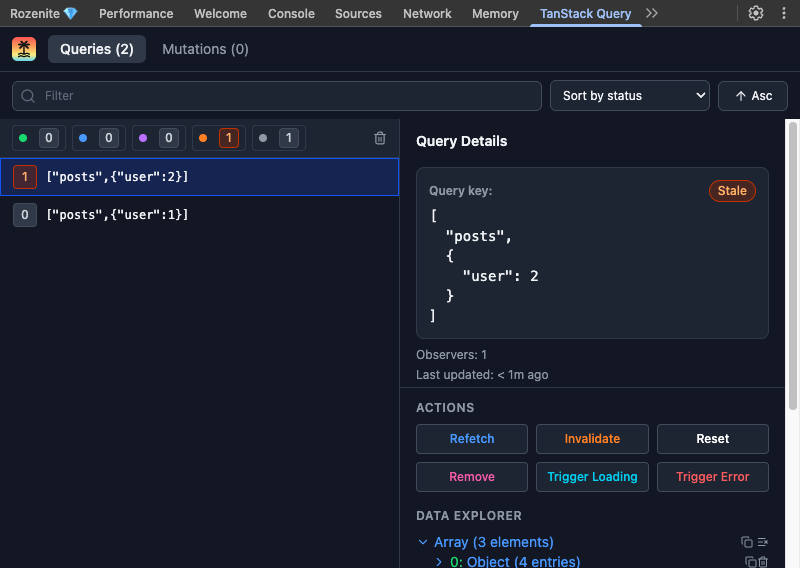 Rozenite Performance Welcome Console Sources Network Memory TanStack Query
Queries (2) Mutations (0)
Filter Sort by status ↑ Asc
0 0 0 1 1
1 ["posts",{"user":2}]
0 ["posts",{"user":1}]
Query Details
Query key: Stale
[
"posts",
{
"user": 2
}
]
Observers: 1
Last updated: < 1m ago
ACTIONS
Refetch Invalidate Reset
Remove Trigger Loading Trigger Error
DATA EXPLORER
Array (3 elements)
0: Object (4 entries)